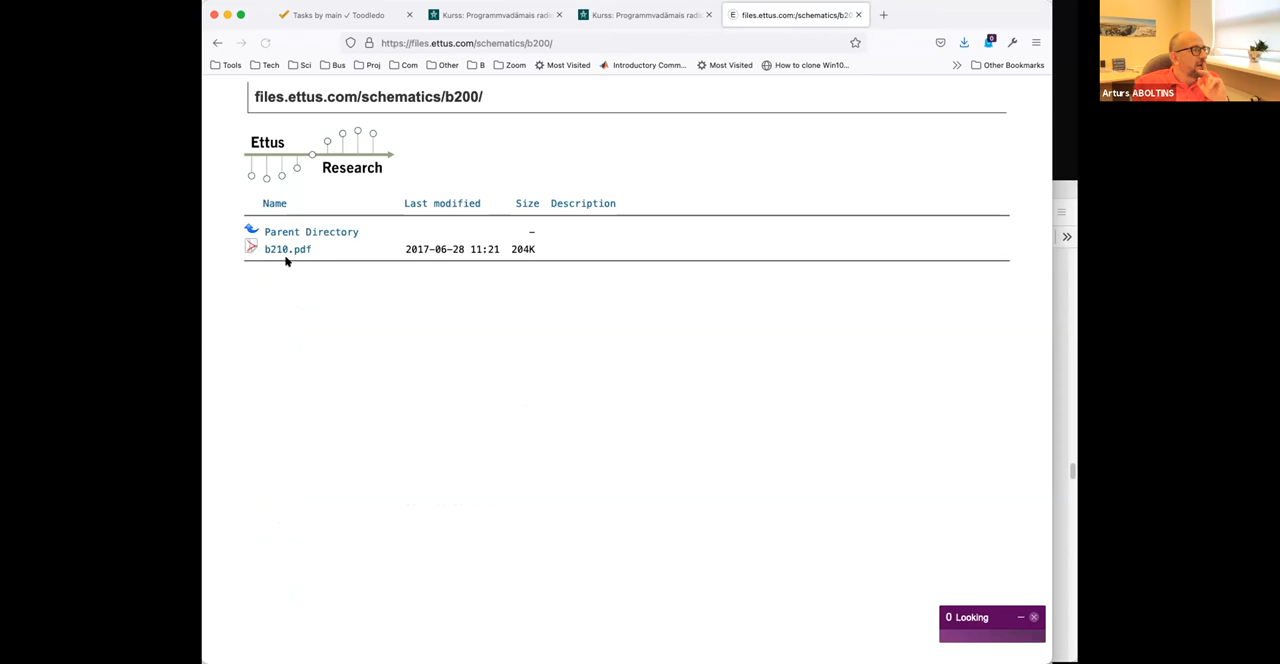 Tasks by main ✓ Toodledo
Kurss: Programmvadāmais radi
Kurss: Programmvadāmais radi
files.ettus.com:/schematics/b20
https://files.ettus.com/schematics/b200/
Tools Tech Sci Bus Proj Com Other B Zoom Most Visited Introductory Comm... Most Visited How to clone Win10... Other Bookmarks
Arturs ABOLTINS
files.ettus.com/schematics/b200/
Ettus
Research
Name Last modified Size Description
Parent Directory -
b210.pdf 2017-06-28 11:21 204K
0 Looking